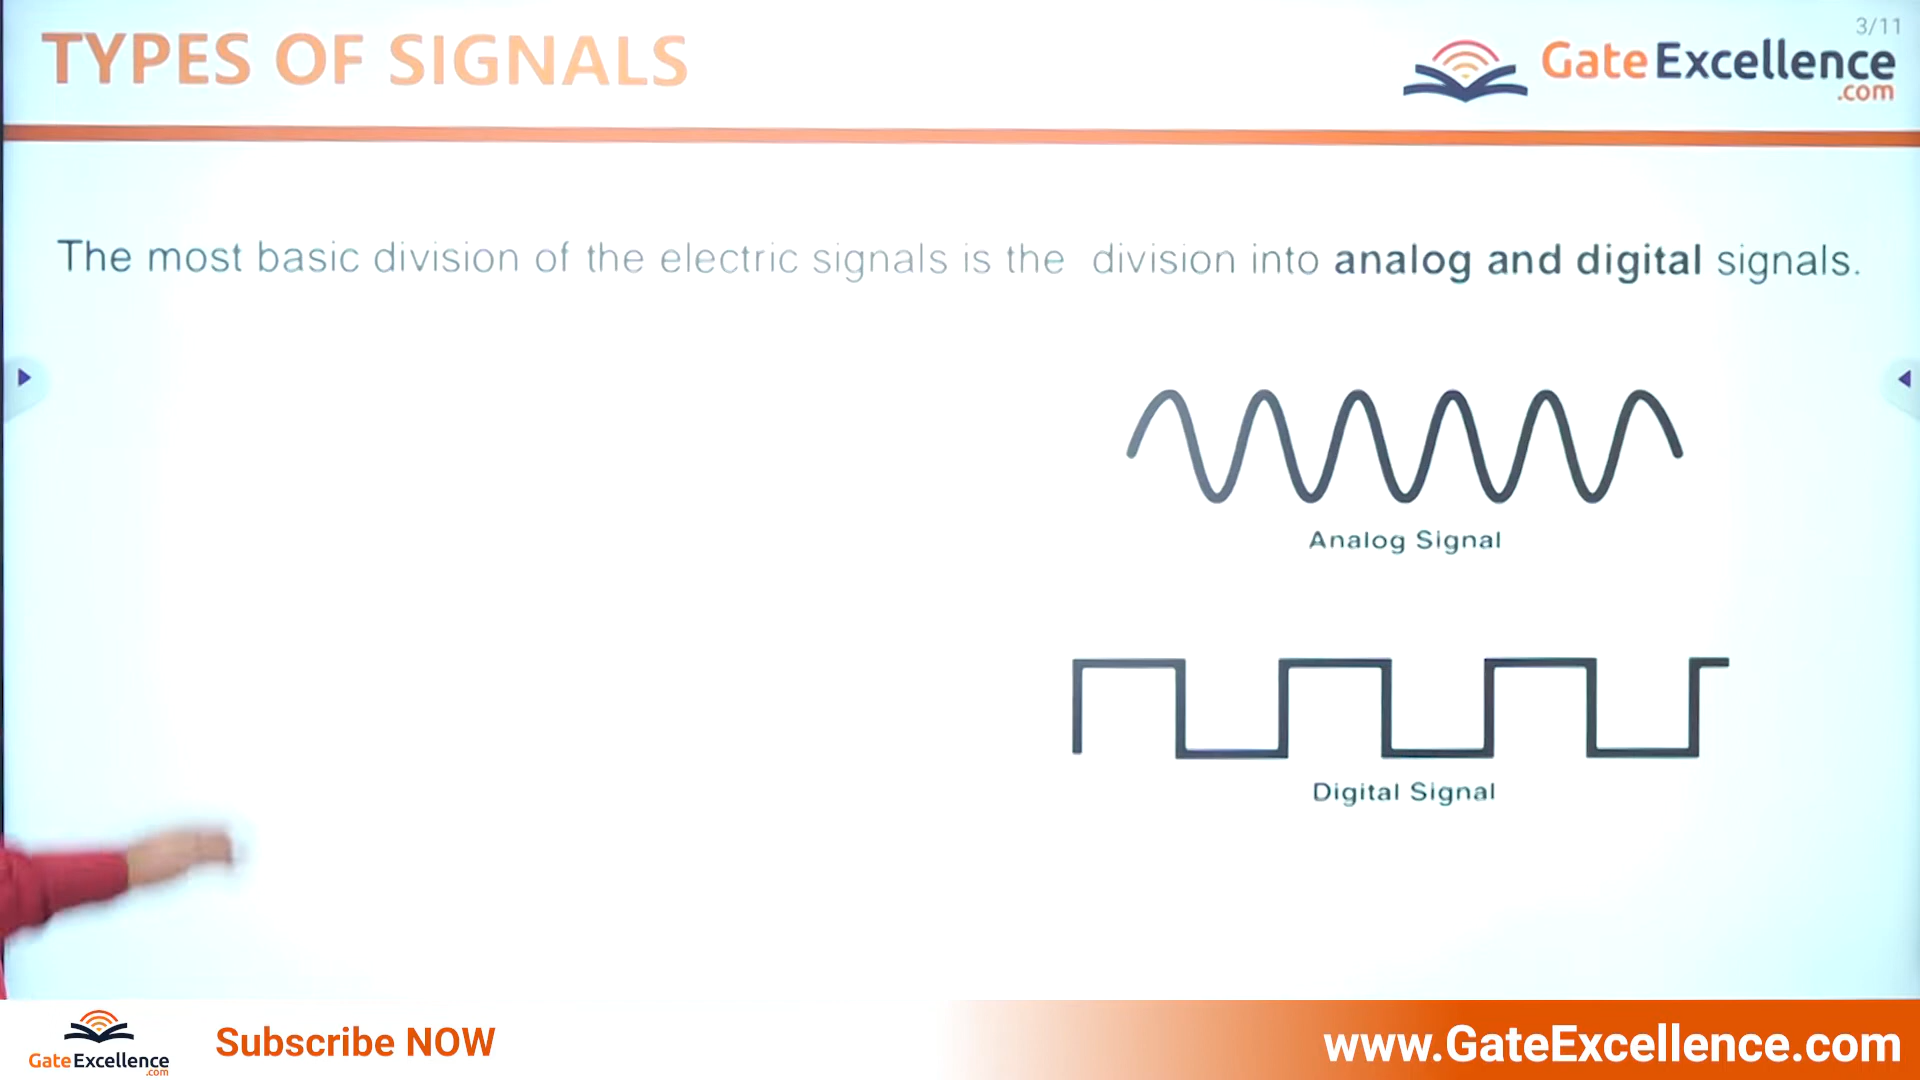 TYPES OF SIGNALS
3/11
GateExcellence
.com
The most basic division of the electric signals is the division into analog and digital signals.
Analog Signal
Digital Signal
GateExcellence
.com
Subscribe NOW
www.GateExcellence.com